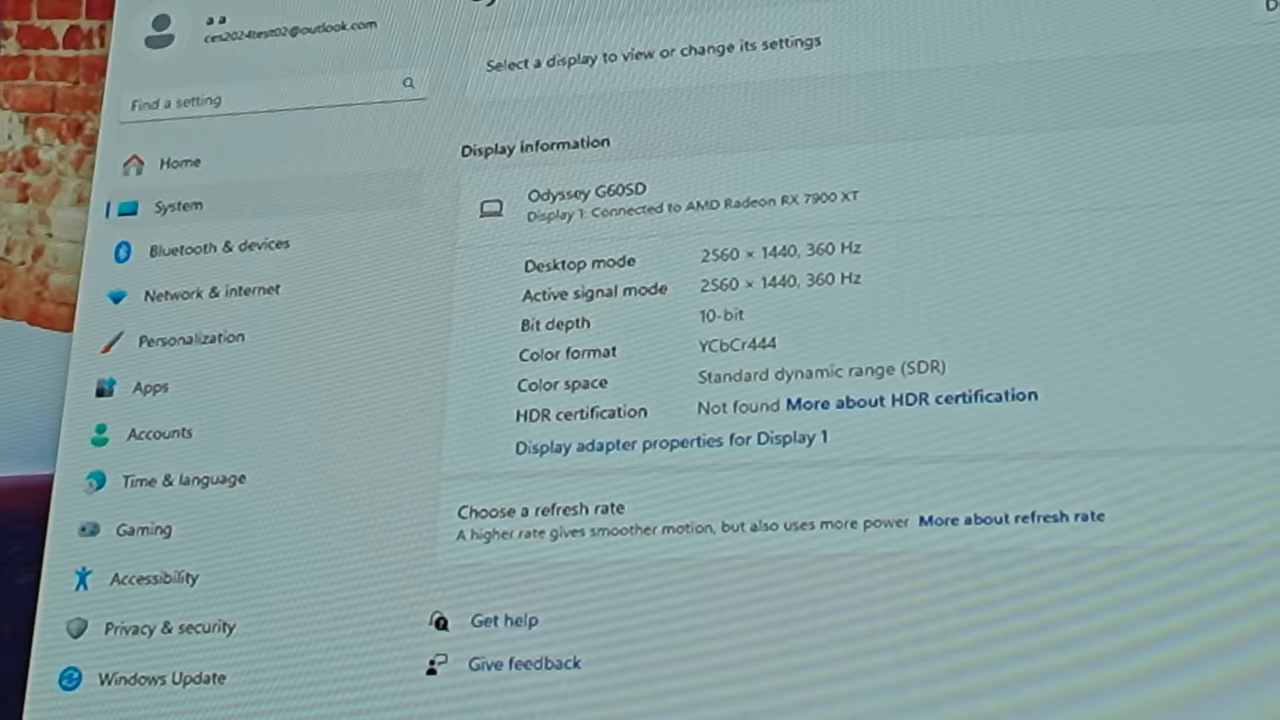 a a
ces2024test02@outlook.com
Find a setting
Home
System
Bluetooth & devices
Network & internet
Personalization
Apps
Accounts
Time & language
Gaming
Accessibility
Privacy & security
Windows Update
Select a display to view or change its settings
Display information
Odyssey G60SD
Display 1: Connected to AMD Radeon RX 7900 XT
Desktop mode 2560 × 1440, 360 Hz
Active signal mode 2560 × 1440, 360 Hz
Bit depth 10-bit
Color format YCbCr444
Color space Standard dynamic range (SDR)
HDR certification Not found More about HDR certification
Display adapter properties for Display 1
Choose a refresh rate
A higher rate gives smoother motion, but also uses more power More about refresh rate
Get help
Give feedback